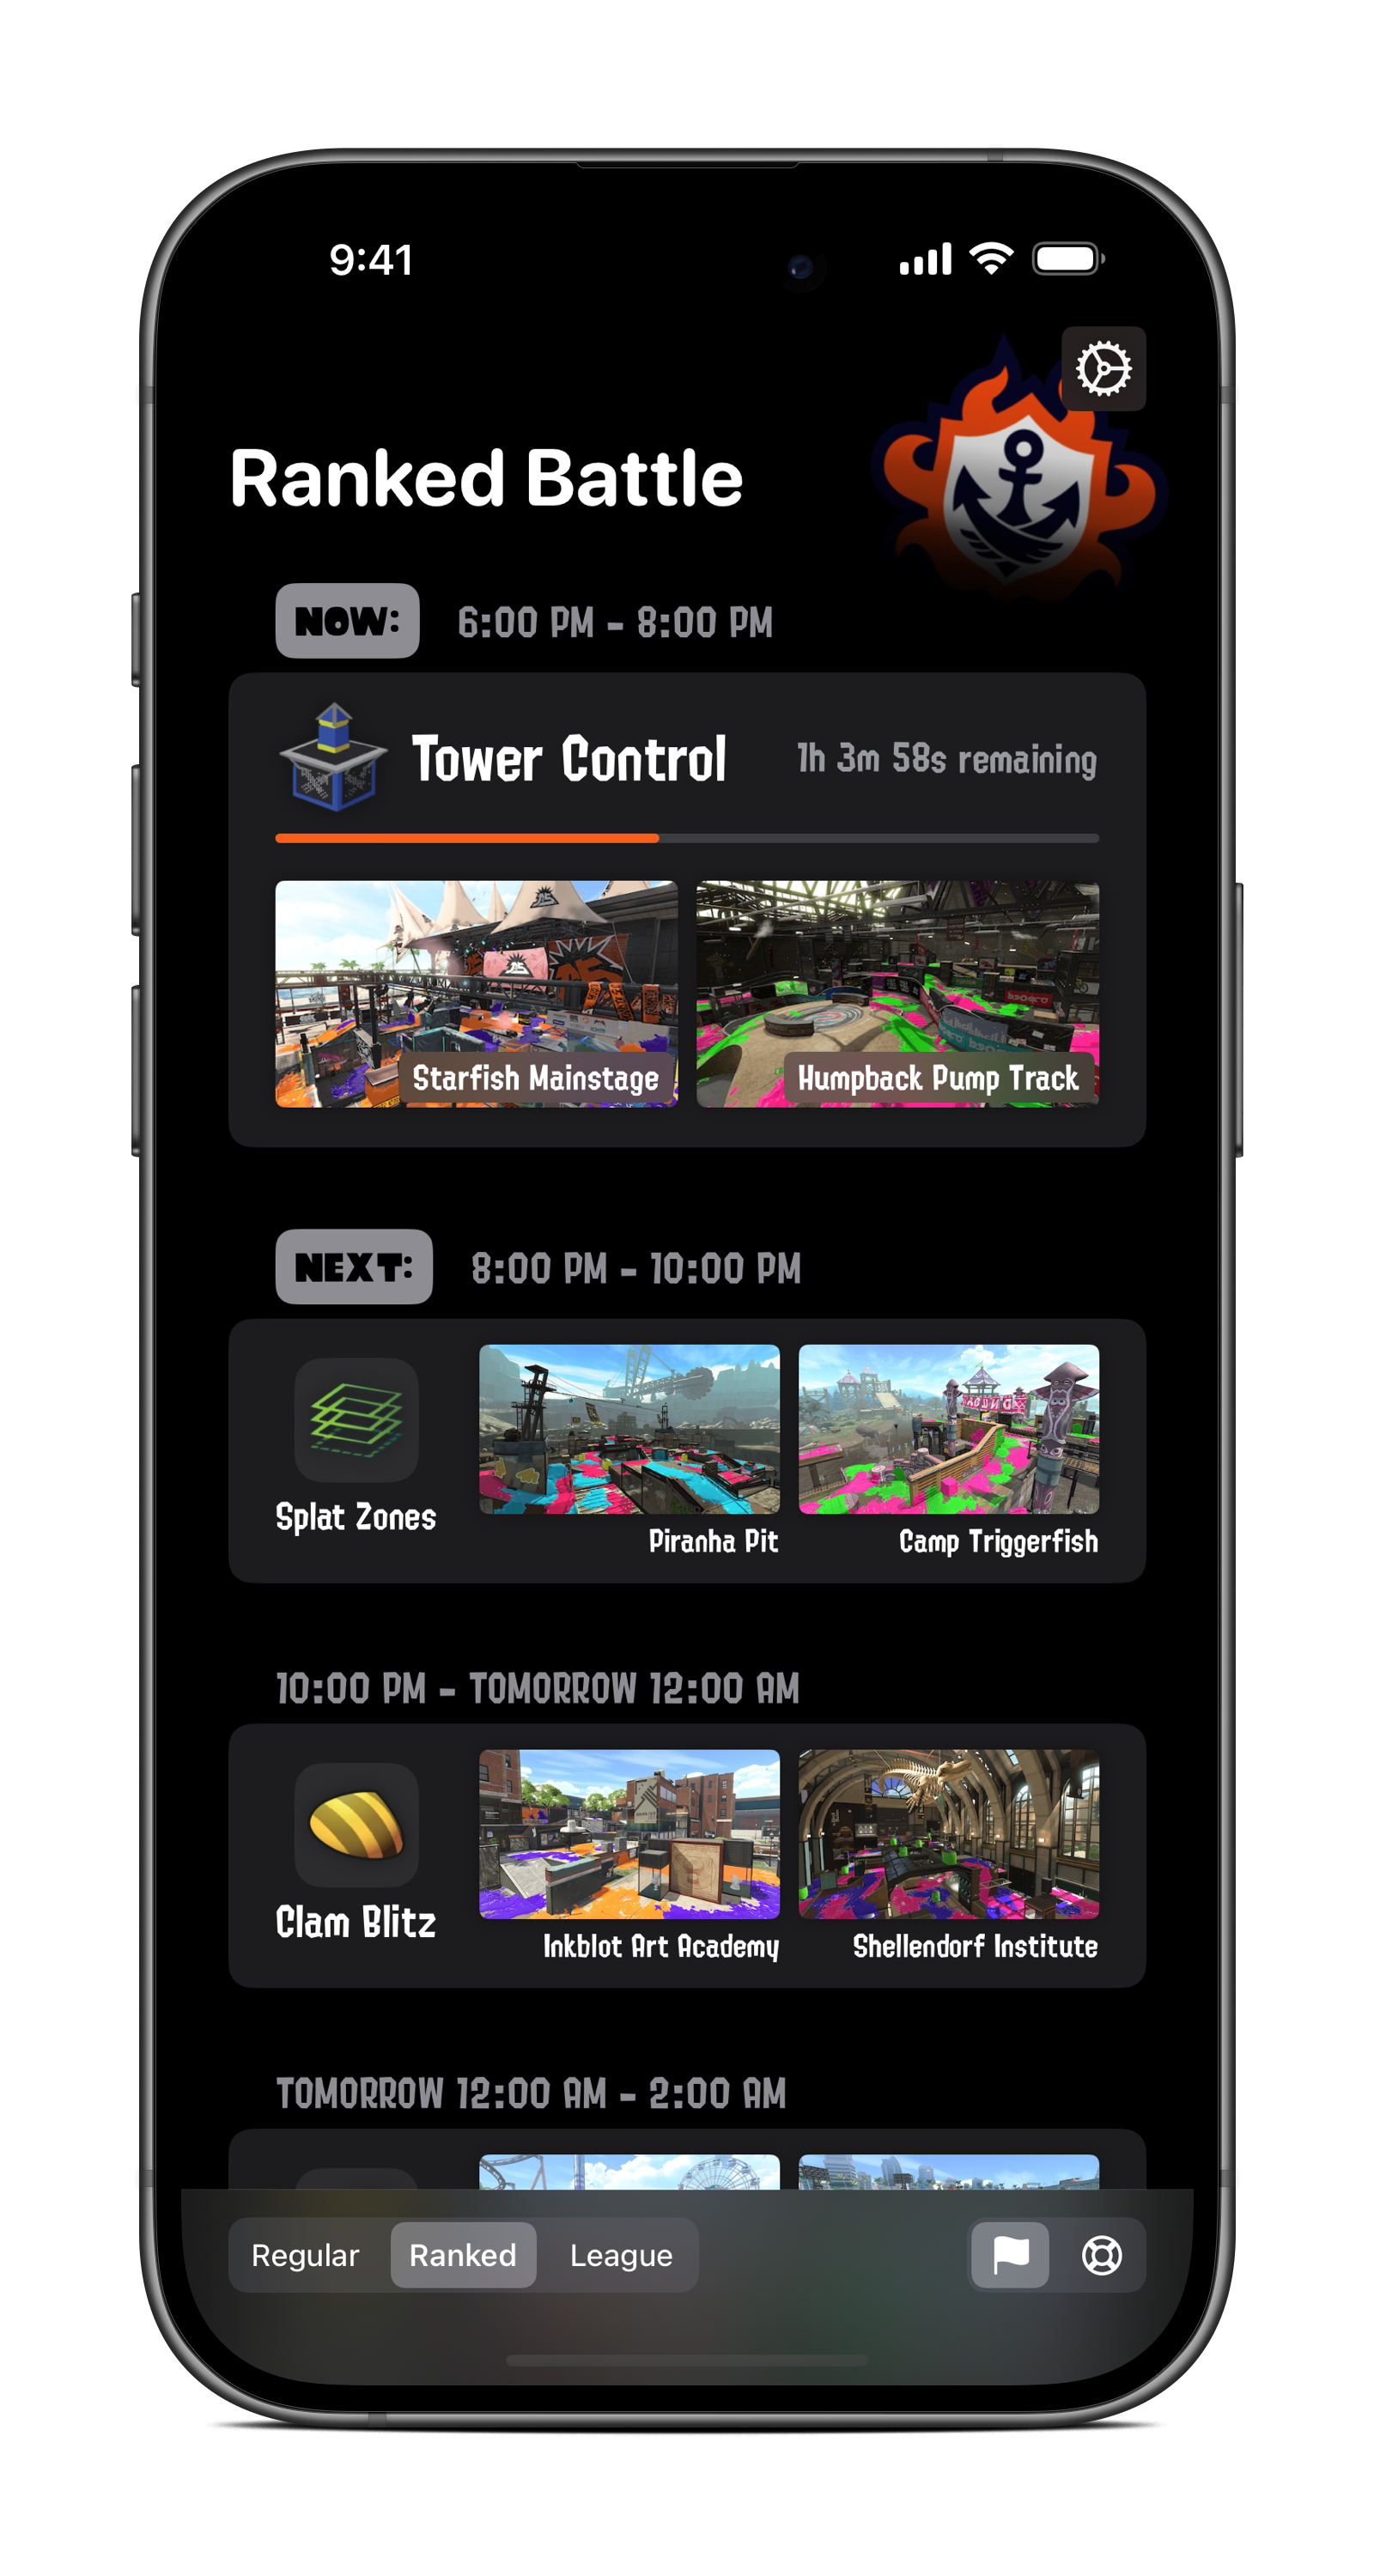 9:41
Ranked Battle
NOW: 6:00 PM – 8:00 PM
Tower Control 1h 3m 58s remaining
Starfish Mainstage Humpback Pump Track
NEXT: 8:00 PM – 10:00 PM
Splat Zones
Piranha Pit Camp Triggerfish
10:00 PM – TOMORROW 12:00 AM
Clam Blitz
Inkblot Art Academy Shellendorf Institute
TOMORROW 12:00 AM – 2:00 AM
Regular Ranked League